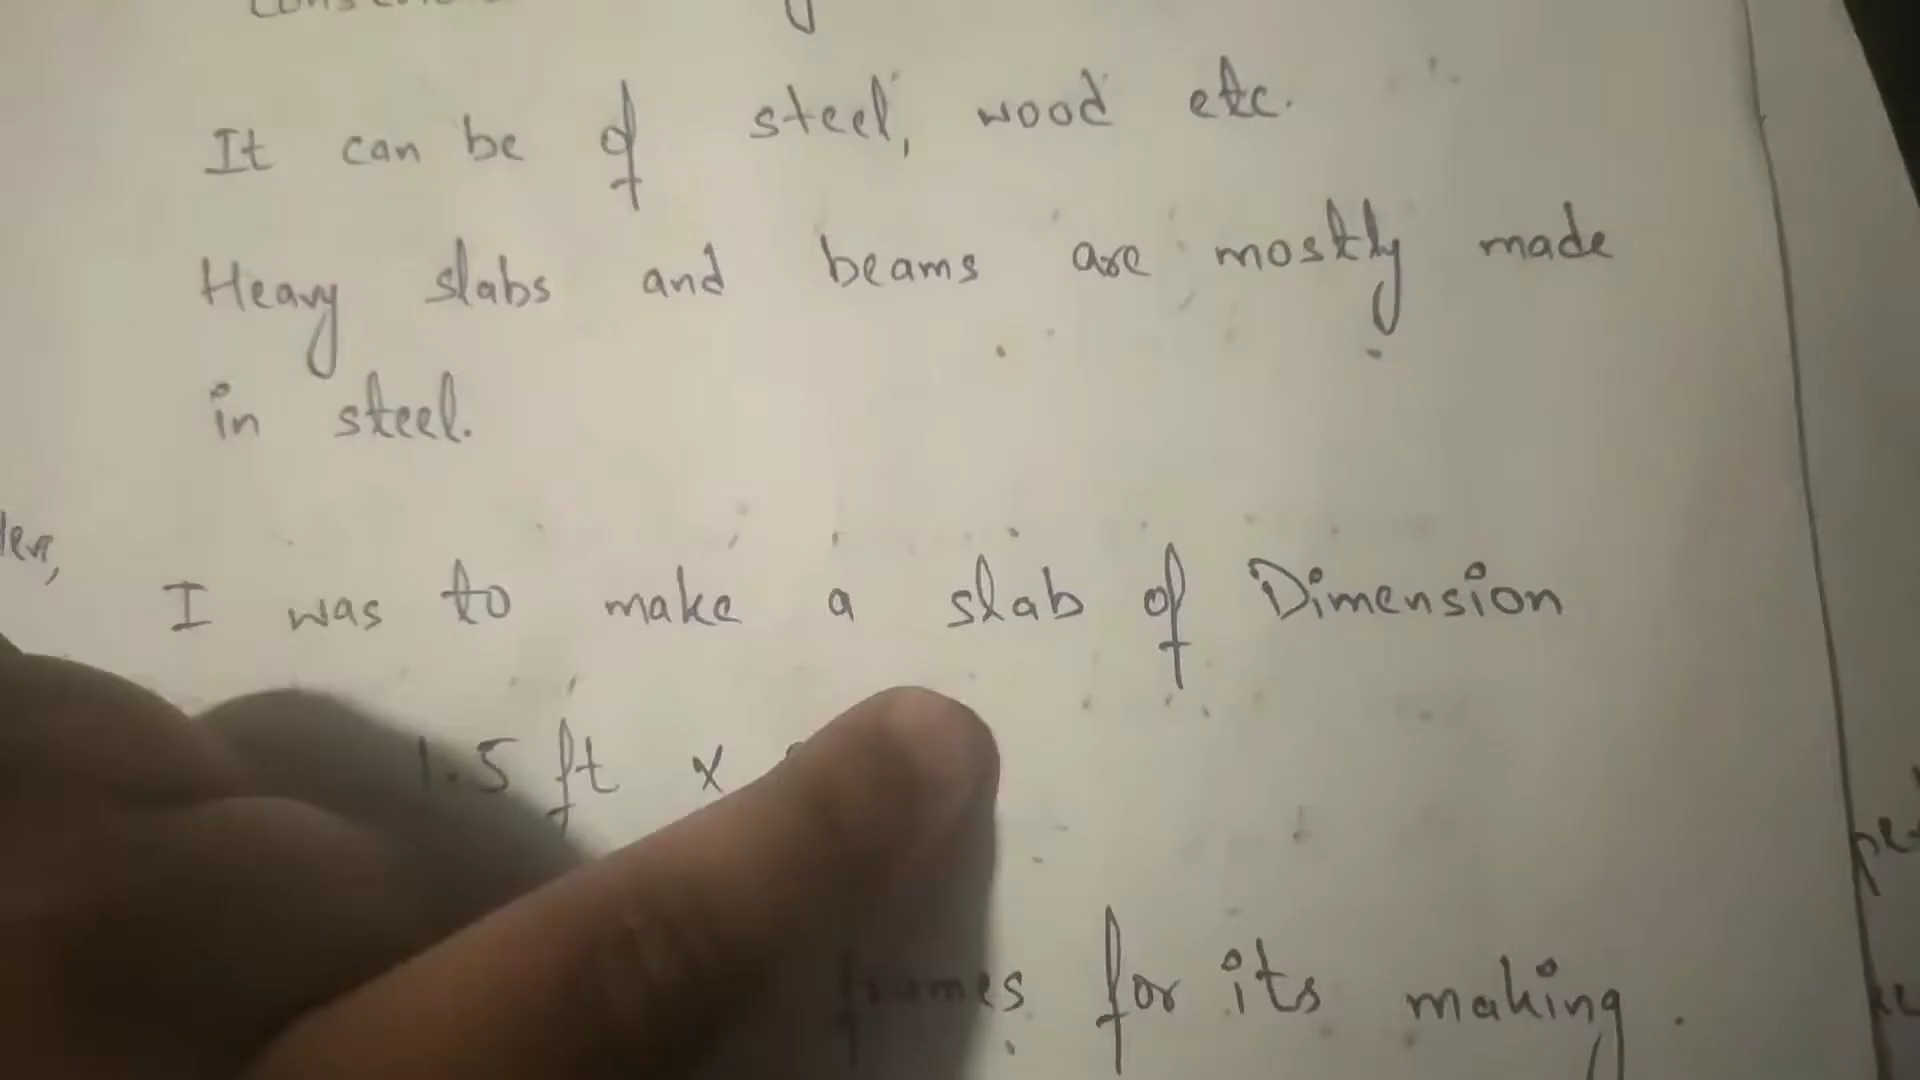 It can be of steel, wood etc.
Heavy slabs and beams are mostly made
in steel.
I was to make a slab of Dimension
1.5 ft x
frames for its making.